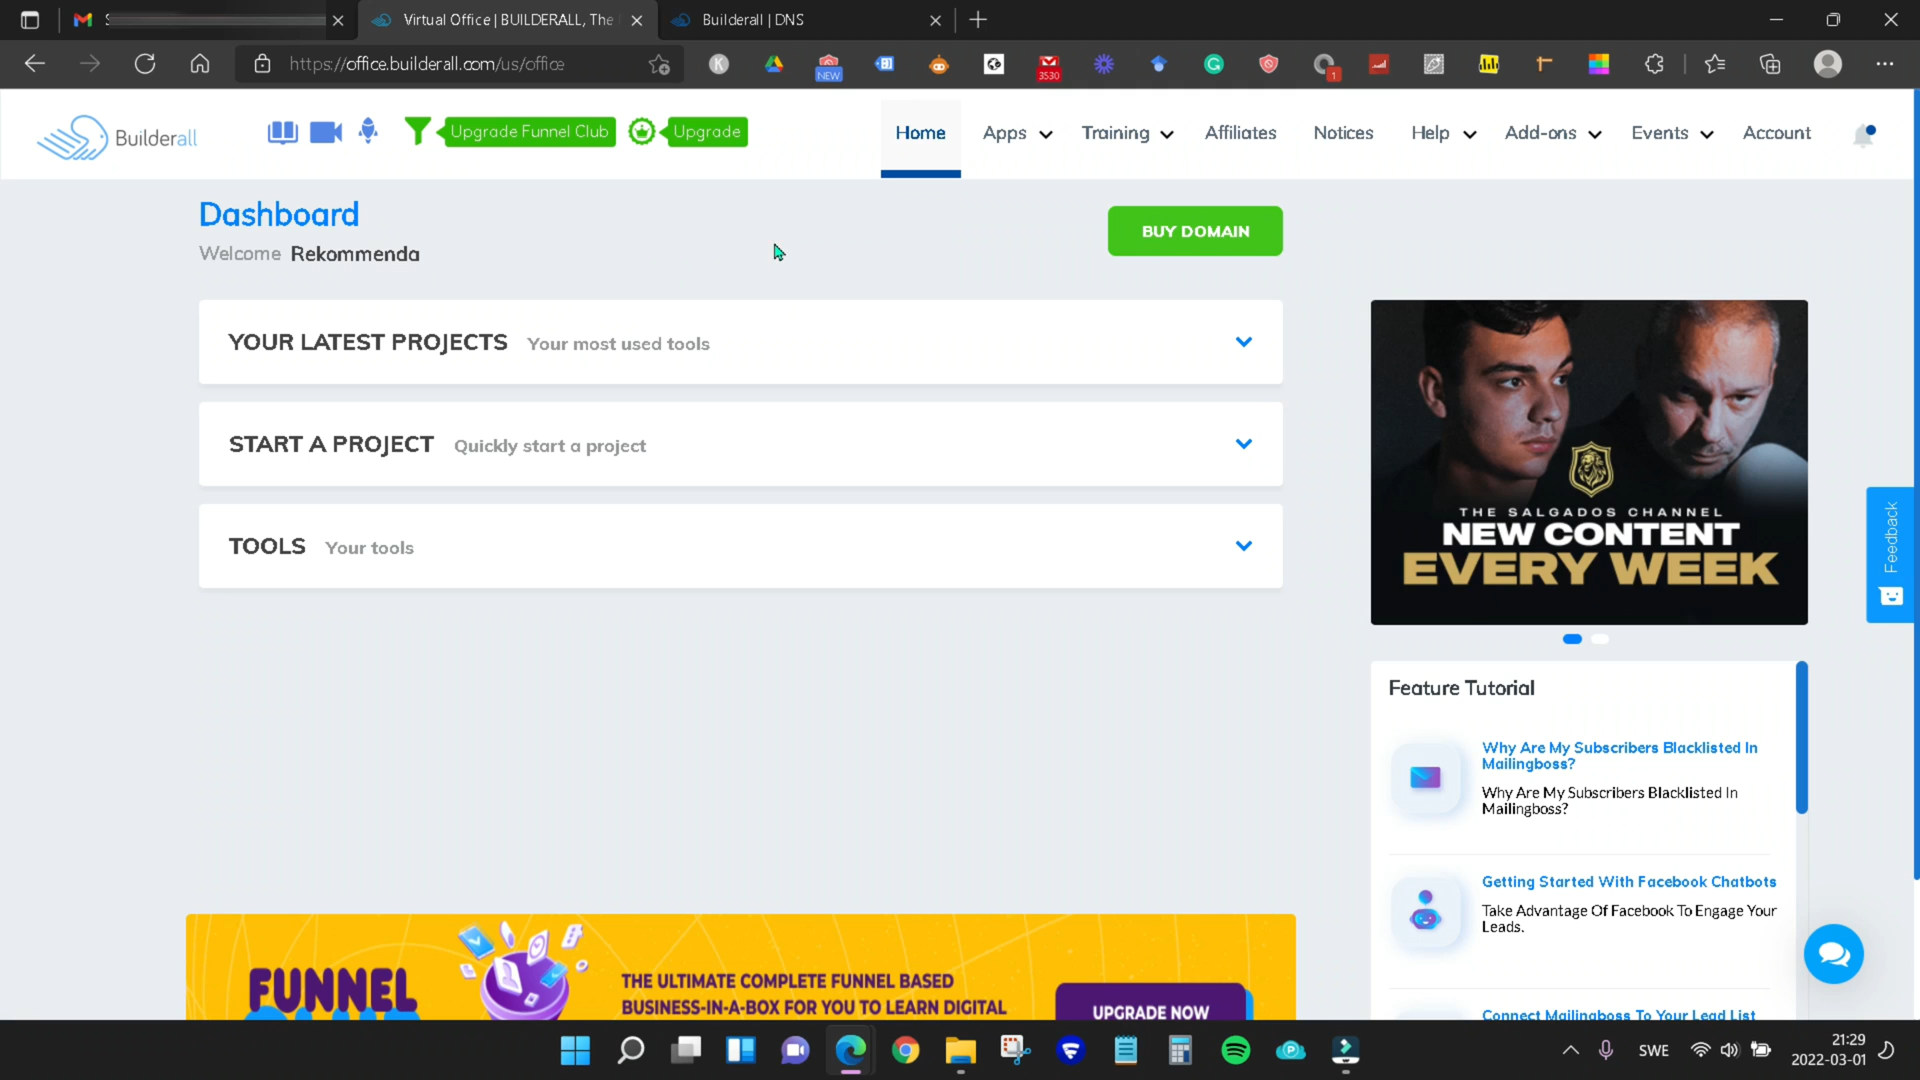 Virtual Office | BUILDERALL, The
Builderall | DNS
https://office.builderall.com/us/office
NEW
3530
1
Builderall
Upgrade Funnel Club
Upgrade
Home
Apps
Training
Affiliates
Notices
Help
Add-ons
Events
Account
Dashboard
Welcome Rekommenda
BUY DOMAIN
YOUR LATEST PROJECTS Your most used tools
START A PROJECT Quickly start a project
TOOLS Your tools
THE SALGADOS CHANNEL
NEW CONTENT
EVERY WEEK
Feedback
Feature Tutorial
Why Are My Subscribers Blacklisted In
Mailingboss?
Why Are My Subscribers Blacklisted In
Mailingboss?
Getting Started With Facebook Chatbots
Take Advantage Of Facebook To Engage Your
Leads.
Connect Mailingboss To Your Lead List
FUNNEL
THE ULTIMATE COMPLETE FUNNEL BASED
BUSINESS-IN-A-BOX FOR YOU TO LEARN DIGITAL
UPGRADE NOW
SWE
21:29
2022-03-01